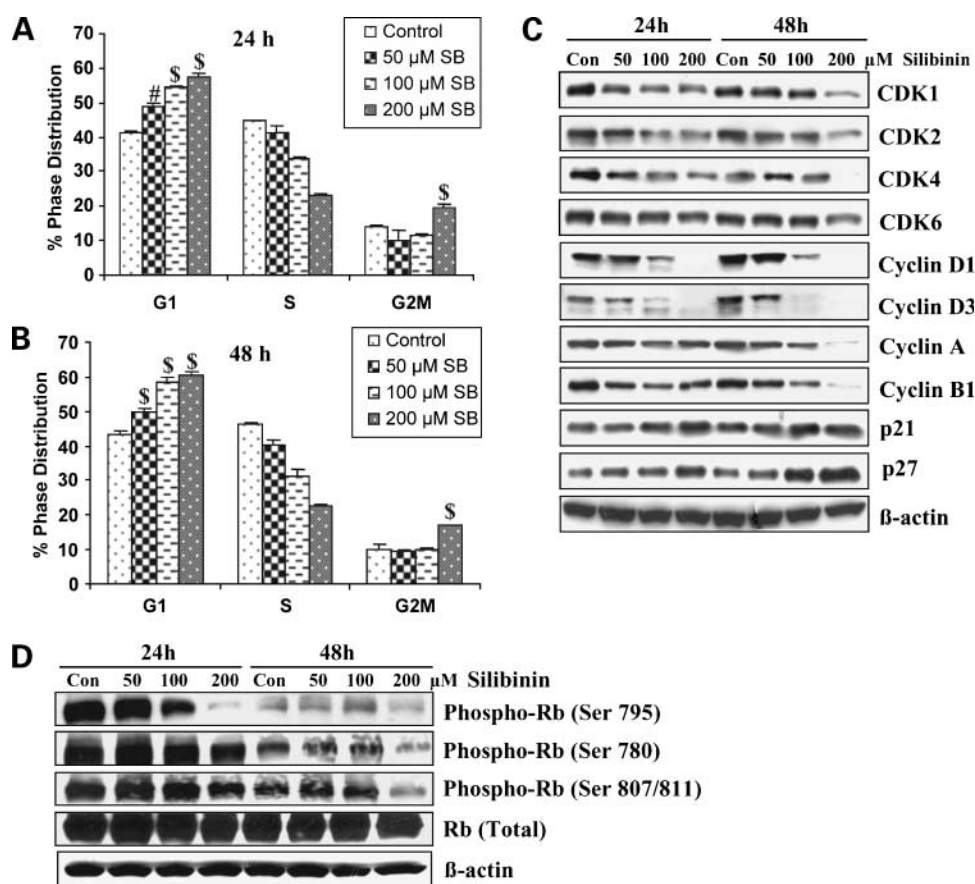 A
24 h
% Phase Distribution
70
60
50
40
30
20
10
0
# $ $
$
G1 S G2M
Control
50 µM SB
100 µM SB
200 µM SB
B
48 h
% Phase Distribution
70
60
50
40
30
20
10
0
$ $ $
$
G1 S G2M
Control
50 µM SB
100 µM SB
200 µM SB
C
24h 48h
Con 50 100 200 Con 50 100 200 µM Silibinin
CDK1
CDK2
CDK4
CDK6
Cyclin D1
Cyclin D3
Cyclin A
Cyclin B1
p21
p27
ß-actin
D
24h 48h
Con 50 100 200 Con 50 100 200 µM Silibinin
Phospho-Rb (Ser 795)
Phospho-Rb (Ser 780)
Phospho-Rb (Ser 807/811)
Rb (Total)
ß-actin